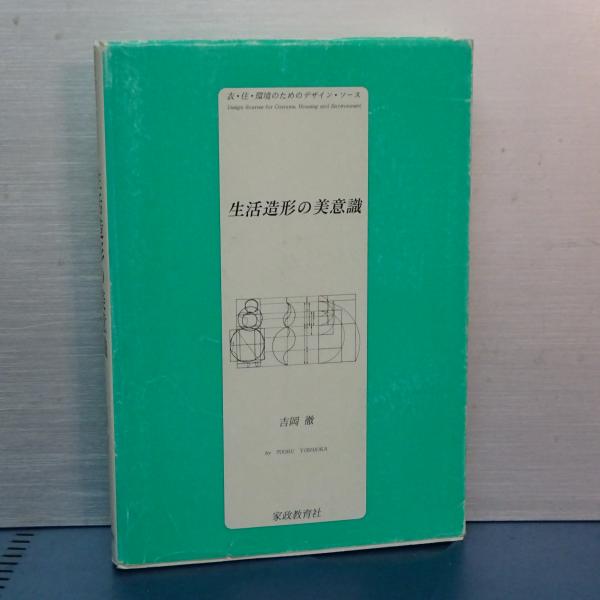 衣・住・環境のためのデザイン・ソース
Design Sourse for Costume, Housing and Environment
生活造形の美意識
吉岡 徹
by TOORU YOSHIOKA
家政教育社